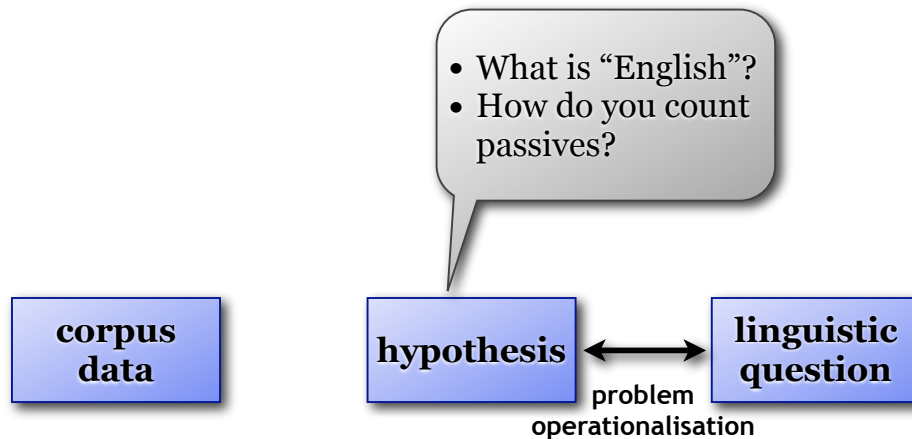 • What is “English”?
• How do you count
passives?
corpus
data
hypothesis
linguistic
question
problem
operationalisation